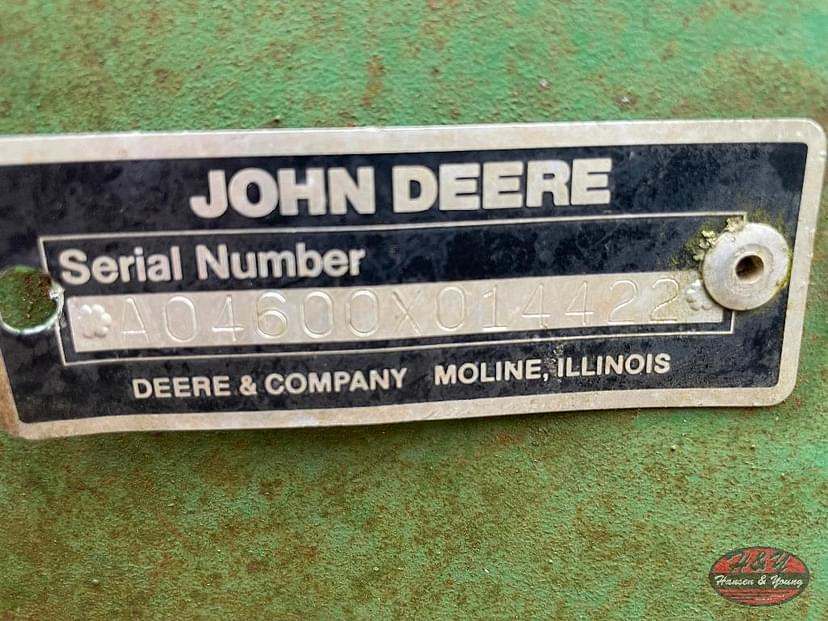 JOHN DEERE
Serial Number
A04600X014422
DEERE & COMPANY MOLINE, ILLINOIS
H&Y
Hansen & Young